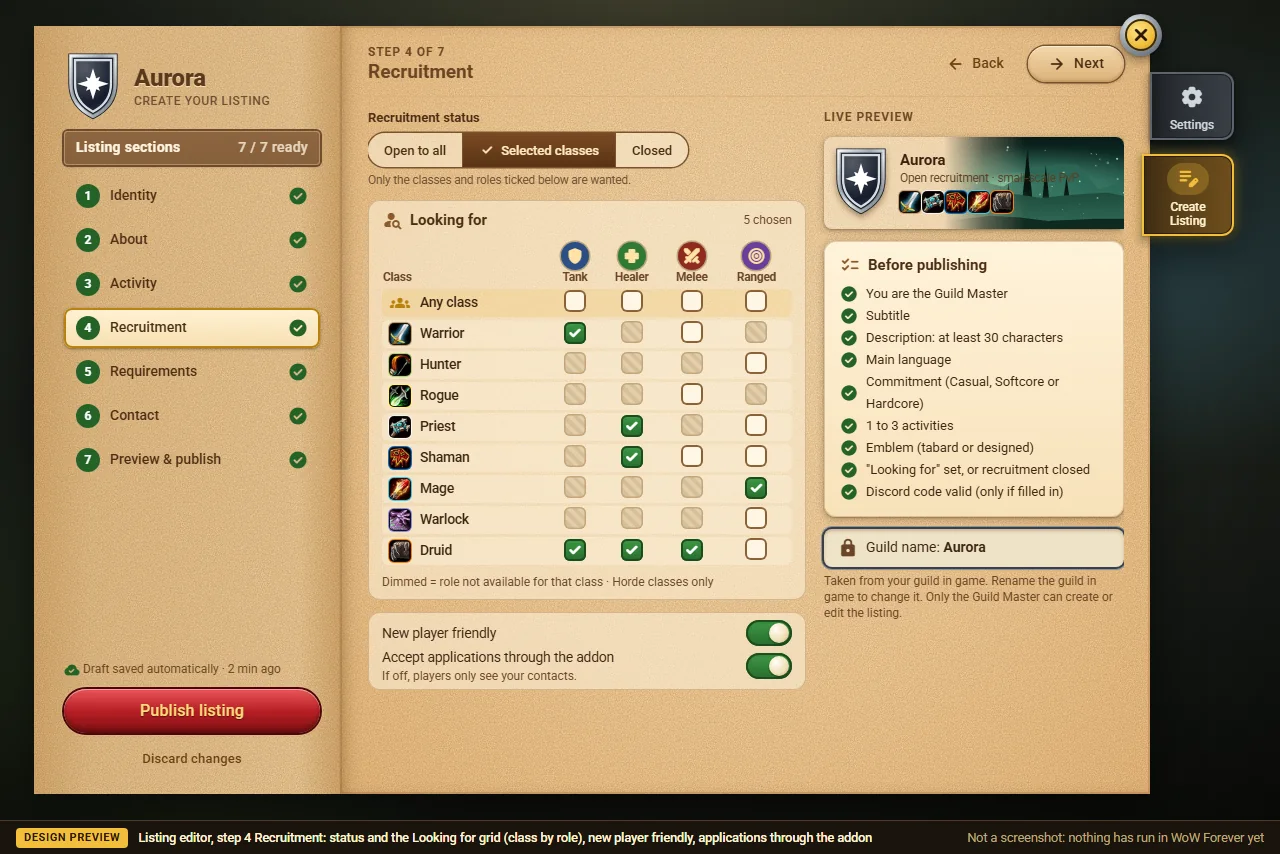 Aurora
CREATE YOUR LISTING
Listing sections
7 / 7 ready
1 Identity
2 About
3 Activity
4 Recruitment
5 Requirements
6 Contact
7 Preview & publish
Draft saved automatically · 2 min ago
Publish listing
Discard changes
STEP 4 OF 7
Recruitment
Back
Next
Recruitment status
Open to all
Selected classes
Closed
Only the classes and roles ticked below are wanted.
Looking for
5 chosen
Class Tank Healer Melee Ranged
Any class
Warrior
Hunter
Rogue
Priest
Shaman
Mage
Warlock
Druid
Dimmed = role not available for that class · Horde classes only
New player friendly
Accept applications through the addon
If off, players only see your contacts.
LIVE PREVIEW
Aurora
Open recruitment · small-scale PvP
Before publishing
You are the Guild Master
Subtitle
Description: at least 30 characters
Main language
Commitment (Casual, Softcore or
Hardcore)
1 to 3 activities
Emblem (tabard or designed)
"Looking for" set, or recruitment closed
Discord code valid (only if filled in)
Guild name: Aurora
Taken from your guild in game. Rename the guild in
game to change it. Only the Guild Master can create or
edit the listing.
Settings
Create
Listing
DESIGN PREVIEW
Listing editor, step 4 Recruitment: status and the Looking for grid (class by role), new player friendly, applications through the addon
Not a screenshot: nothing has run in WoW Forever yet